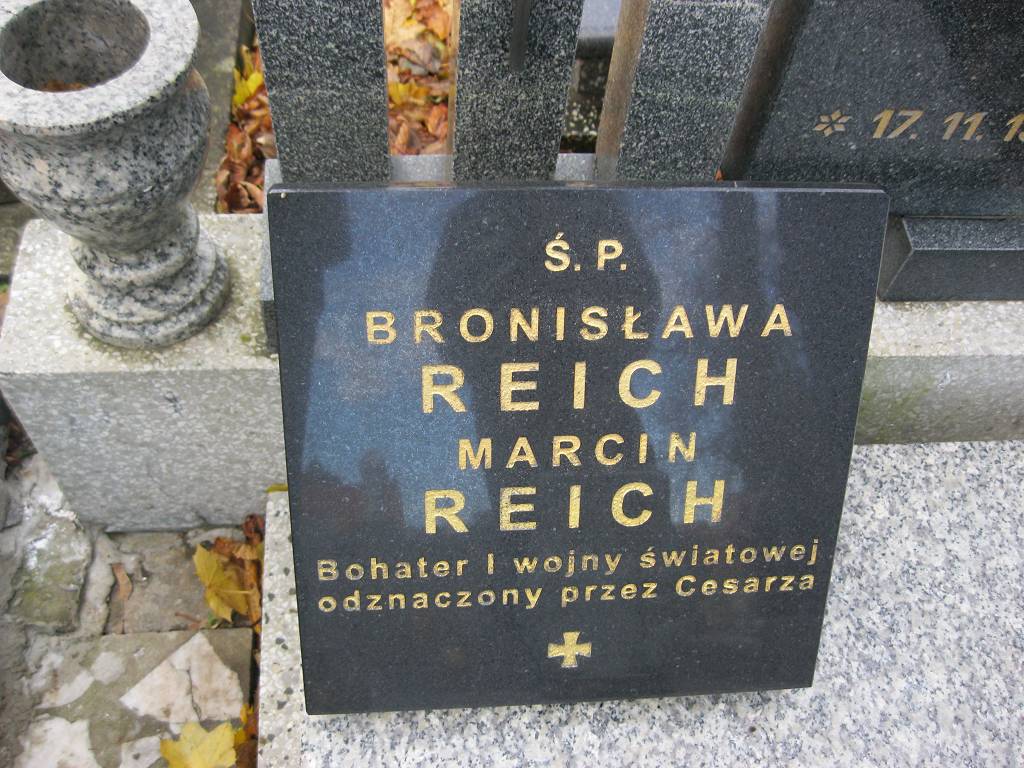 * 17. 11.
Ś. P.
BRONISŁAWA
REICH
MARCIN
REICH
Bohater I wojny światowej
odznaczony przez Cesarza